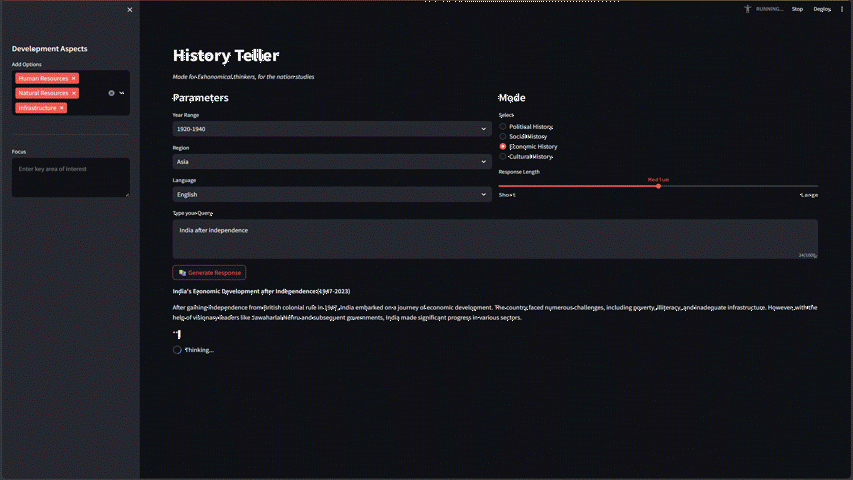 RUNNING...
Stop
Deploy
Development Aspects
Add Options
Human Resources
Natural Resources
Infrastructure
Focus
Enter key area of interest
History Teller
Made for Exhonomical,thinkers, for the nation studies
Parameters
Year Range
1920-1940
Region
Asia
Language
English
Mode
Select
Political History
Social History
Economic History
Cultural History
Response Length
Medium
Short
Large
Type your Query
India after Independence
Generate Response
India's Economic Development after Independence (1947-2023)
After gaining independence from British colonial rule in 1947, India embarked on a journey of economic development. The country faced numerous challenges, including poverty, illiteracy, and inadequate infrastructure. However, with the
help of visionary leaders like Jawaharlal Nehru and subsequent governments, India made significant progress in various sectors.
**
Thinking...